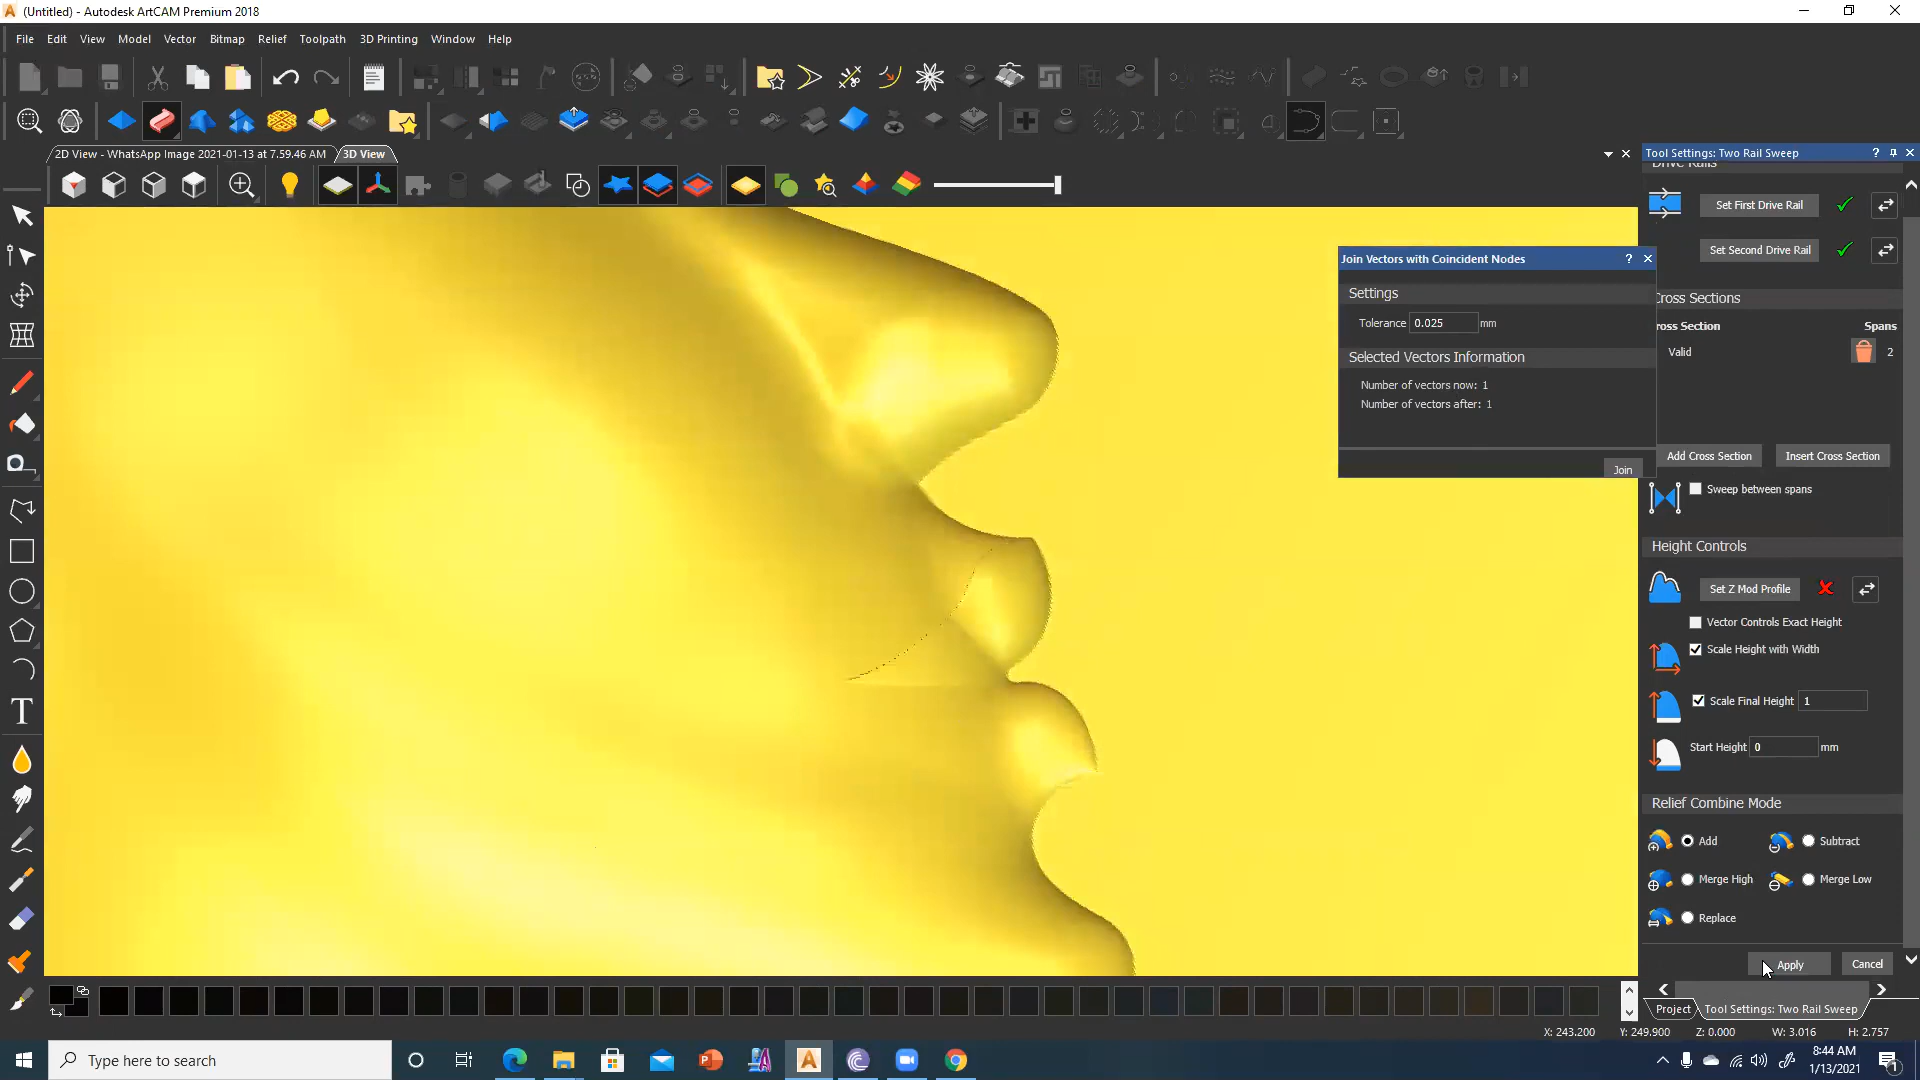 (Untitled) - Autodesk ArtCAM Premium 2018
File Edit View Model Vector Bitmap Relief Toolpath 3D Printing Window Help
2D View - WhatsApp Image 2021-01-13 at 7.59.46 AM
3D View
Tool Settings: Two Rail Sweep
Set First Drive Rail
Set Second Drive Rail
Join Vectors with Coincident Nodes
Settings
Tolerance 0.025 mm
Selected Vectors Information
Number of vectors now: 1
Number of vectors after: 1
Join
Cross Sections
ross Section Spans
Valid 2
Add Cross Section Insert Cross Section
Sweep between spans
Height Controls
Set Z Mod Profile
Vector Controls Exact Height
Scale Height with Width
Scale Final Height 1
Start Height 0 mm
Relief Combine Mode
Add Subtract
Merge High Merge Low
Replace
Apply Cancel
Project Tool Settings: Two Rail Sweep
X: 243.200 Y: 249.900 Z: 0.000 W: 3.016 H: 2.757
Type here to search
8:44 AM
1/13/2021